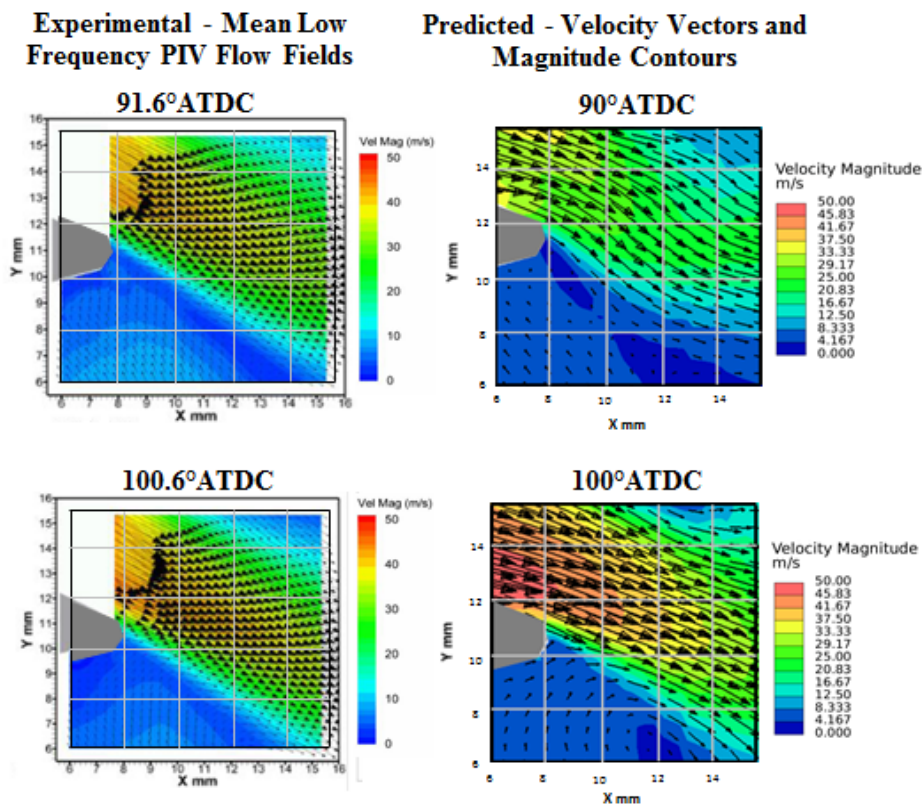 Experimental - Mean Low
Frequency PIV Flow Fields
Predicted - Velocity Vectors and
Magnitude Contours
91.6°ATDC
90°ATDC
16
15
14
13
12
11
10
9
8
7
6
Y mm
6 7 8 9 10 11 12 13 14 15 16
X mm
Vel Mag (m/s)
50
40
30
20
10
0
14
12
10
8
6
Y mm
6 8 10 12 14
X mm
Velocity Magnitude
m/s
50.00
45.83
41.67
37.50
33.33
29.17
25.00
20.83
16.67
12.50
8.333
4.167
0.000
100.6°ATDC
100°ATDC
16
15
14
13
12
11
10
9
8
7
6
Y mm
6 7 8 9 10 11 12 13 14 15 16
X mm
Vel Mag (m/s)
50
40
30
20
10
0
14
12
10
8
6
Y mm
6 8 10 12 14
X mm
Velocity Magnitude
m/s
50.00
45.83
41.67
37.50
33.33
29.17
25.00
20.83
16.67
12.50
8.333
4.167
0.000